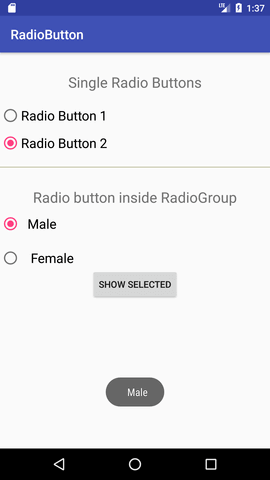 LTE 1:37
RadioButton
Single Radio Buttons
Radio Button 1
Radio Button 2
Radio button inside RadioGroup
Male
Female
SHOW SELECTED
Male